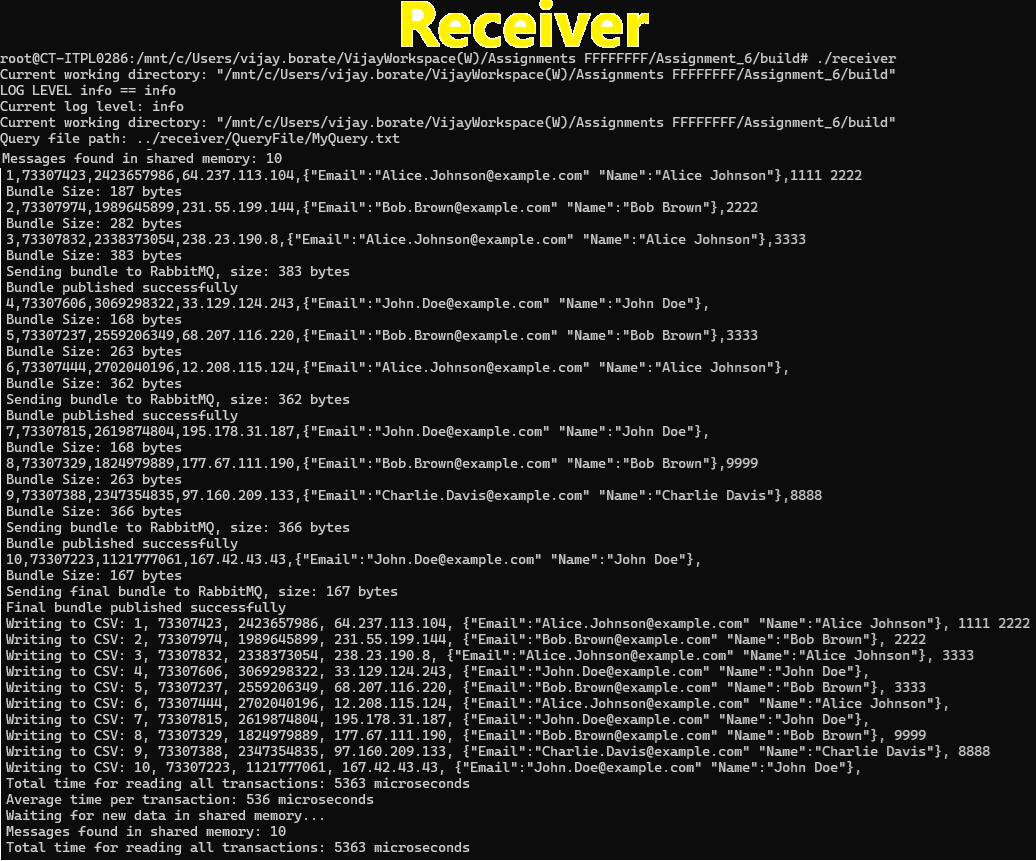 Receiver
root@CT-ITPL0286:/mnt/c/Users/vijay.borate/VijayWorkspace(W)/Assignments FFFFFFFF/Assignment_6/build# ./receiver
Current working directory: "/mnt/c/Users/vijay.borate/VijayWorkspace(W)/Assignments FFFFFFFF/Assignment_6/build"
LOG LEVEL info == info
Current log level: info
Current working directory: "/mnt/c/Users/vijay.borate/VijayWorkspace(W)/Assignments FFFFFFFF/Assignment_6/build"
Query file path: ../receiver/QueryFile/MyQuery.txt
Messages found in shared memory: 10
1,73307423,2423657986,64.237.113.104,{"Email":"Alice.Johnson@example.com" "Name":"Alice Johnson"},1111 2222
Bundle Size: 187 bytes
2,73307974,1989645899,231.55.199.144,{"Email":"Bob.Brown@example.com" "Name":"Bob Brown"},2222
Bundle Size: 282 bytes
3,73307832,2338373054,238.23.190.8,{"Email":"Alice.Johnson@example.com" "Name":"Alice Johnson"},3333
Bundle Size: 383 bytes
Sending bundle to RabbitMQ, size: 383 bytes
Bundle published successfully
4,73307606,3069298322,33.129.124.243,{"Email":"John.Doe@example.com" "Name":"John Doe"},
Bundle Size: 168 bytes
5,73307237,2559206349,68.207.116.220,{"Email":"Bob.Brown@example.com" "Name":"Bob Brown"},3333
Bundle Size: 263 bytes
6,73307444,2702040196,12.208.115.124,{"Email":"Alice.Johnson@example.com" "Name":"Alice Johnson"},
Bundle Size: 362 bytes
Sending bundle to RabbitMQ, size: 362 bytes
Bundle published successfully
7,73307815,2619874804,195.178.31.187,{"Email":"John.Doe@example.com" "Name":"John Doe"},
Bundle Size: 168 bytes
8,73307329,1824979889,177.67.111.190,{"Email":"Bob.Brown@example.com" "Name":"Bob Brown"},9999
Bundle Size: 263 bytes
9,73307388,2347354835,97.160.209.133,{"Email":"Charlie.Davis@example.com" "Name":"Charlie Davis"},8888
Bundle Size: 366 bytes
Sending bundle to RabbitMQ, size: 366 bytes
Bundle published successfully
10,73307223,1121777061,167.42.43.43,{"Email":"John.Doe@example.com" "Name":"John Doe"},
Bundle Size: 167 bytes
Sending final bundle to RabbitMQ, size: 167 bytes
Final bundle published successfully
Writing to CSV: 1, 73307423, 2423657986, 64.237.113.104, {"Email":"Alice.Johnson@example.com" "Name":"Alice Johnson"}, 1111 2222
Writing to CSV: 2, 73307974, 1989645899, 231.55.199.144, {"Email":"Bob.Brown@example.com" "Name":"Bob Brown"}, 2222
Writing to CSV: 3, 73307832, 2338373054, 238.23.190.8, {"Email":"Alice.Johnson@example.com" "Name":"Alice Johnson"}, 3333
Writing to CSV: 4, 73307606, 3069298322, 33.129.124.243, {"Email":"John.Doe@example.com" "Name":"John Doe"},
Writing to CSV: 5, 73307237, 2559206349, 68.207.116.220, {"Email":"Bob.Brown@example.com" "Name":"Bob Brown"}, 3333
Writing to CSV: 6, 73307444, 2702040196, 12.208.115.124, {"Email":"Alice.Johnson@example.com" "Name":"Alice Johnson"},
Writing to CSV: 7, 73307815, 2619874804, 195.178.31.187, {"Email":"John.Doe@example.com" "Name":"John Doe"},
Writing to CSV: 8, 73307329, 1824979889, 177.67.111.190, {"Email":"Bob.Brown@example.com" "Name":"Bob Brown"}, 9999
Writing to CSV: 9, 73307388, 2347354835, 97.160.209.133, {"Email":"Charlie.Davis@example.com" "Name":"Charlie Davis"}, 8888
Writing to CSV: 10, 73307223, 1121777061, 167.42.43.43, {"Email":"John.Doe@example.com" "Name":"John Doe"},
Total time for reading all transactions: 5363 microseconds
Average time per transaction: 536 microseconds
Waiting for new data in shared memory...
Messages found in shared memory: 10
Total time for reading all transactions: 5363 microseconds